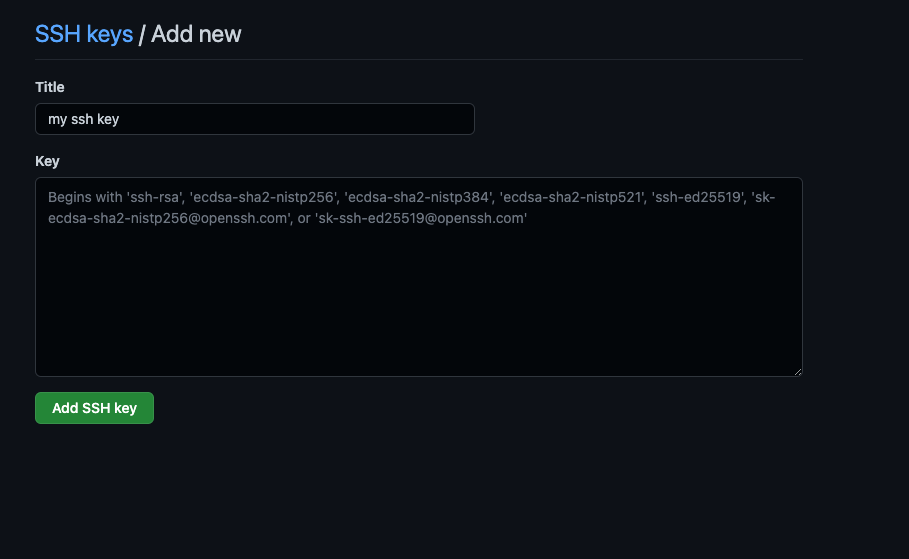 SSH keys / Add new
Title
my ssh key
Key
Begins with 'ssh-rsa', 'ecdsa-sha2-nistp256', 'ecdsa-sha2-nistp384', 'ecdsa-sha2-nistp521', 'ssh-ed25519', 'sk-
ecdsa-sha2-nistp256@openssh.com', or 'sk-ssh-ed25519@openssh.com'
Add SSH key